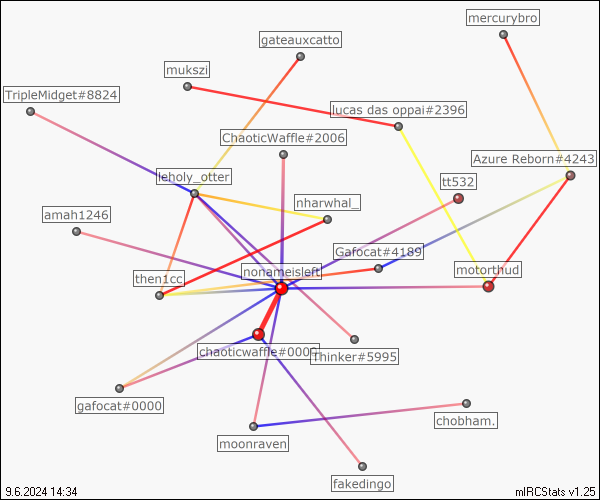 mercurybro
gateauxcatto
mukszi
TripleMidget#8824
lucas das oppai#2396
ChaoticWaffle#2006
Azure Reborn#4243
leholy_otter
tt532
nharwhal_
amah1246
Gafocat#4189
nonameisleft
motorthud
then1cc
chaoticwaffle#000
Thinker#5995
gafocat#0000
chobham.
moonraven
fakedingo
9.6.2024 14:34
mIRCStats v1.25